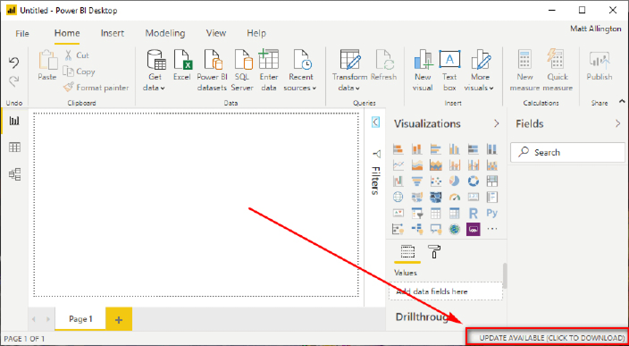 Untitled - Power BI Desktop
Matt Allington
File Home Insert Modeling View Help
Paste
Cut
Copy
Format painter
Get data
Excel
Power BI datasets
SQL Server
Enter data
Recent sources
Transform data
Refresh
New visual
Text box
More visuals
New measure
Quick measure
Publish
Undo Clipboard Data Queries Insert Calculations Share
Filters
Visualizations
R Py
Values
Add data fields here
Drillthrough
Fields
Search
Page 1
PAGE 1 OF 1
UPDATE AVAILABLE (CLICK TO DOWNLOAD)